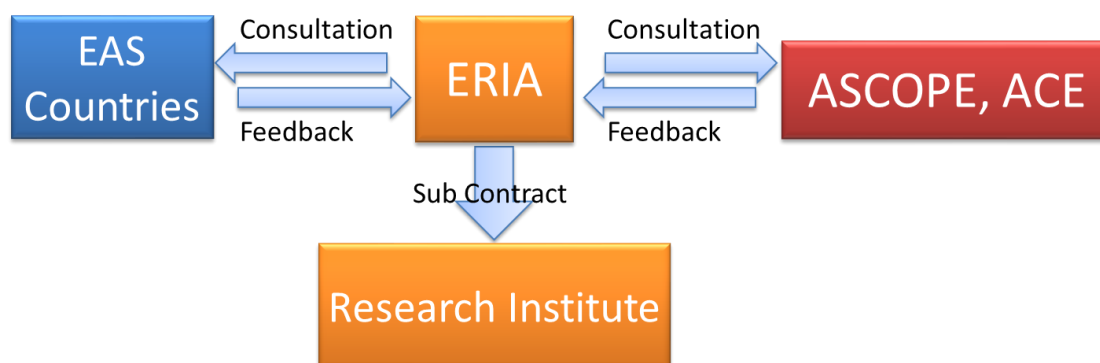 EAS
Countries
Consultation
Feedback
ERIA
Consultation
Feedback
ASCOPE, ACE
Sub Contract
Research Institute